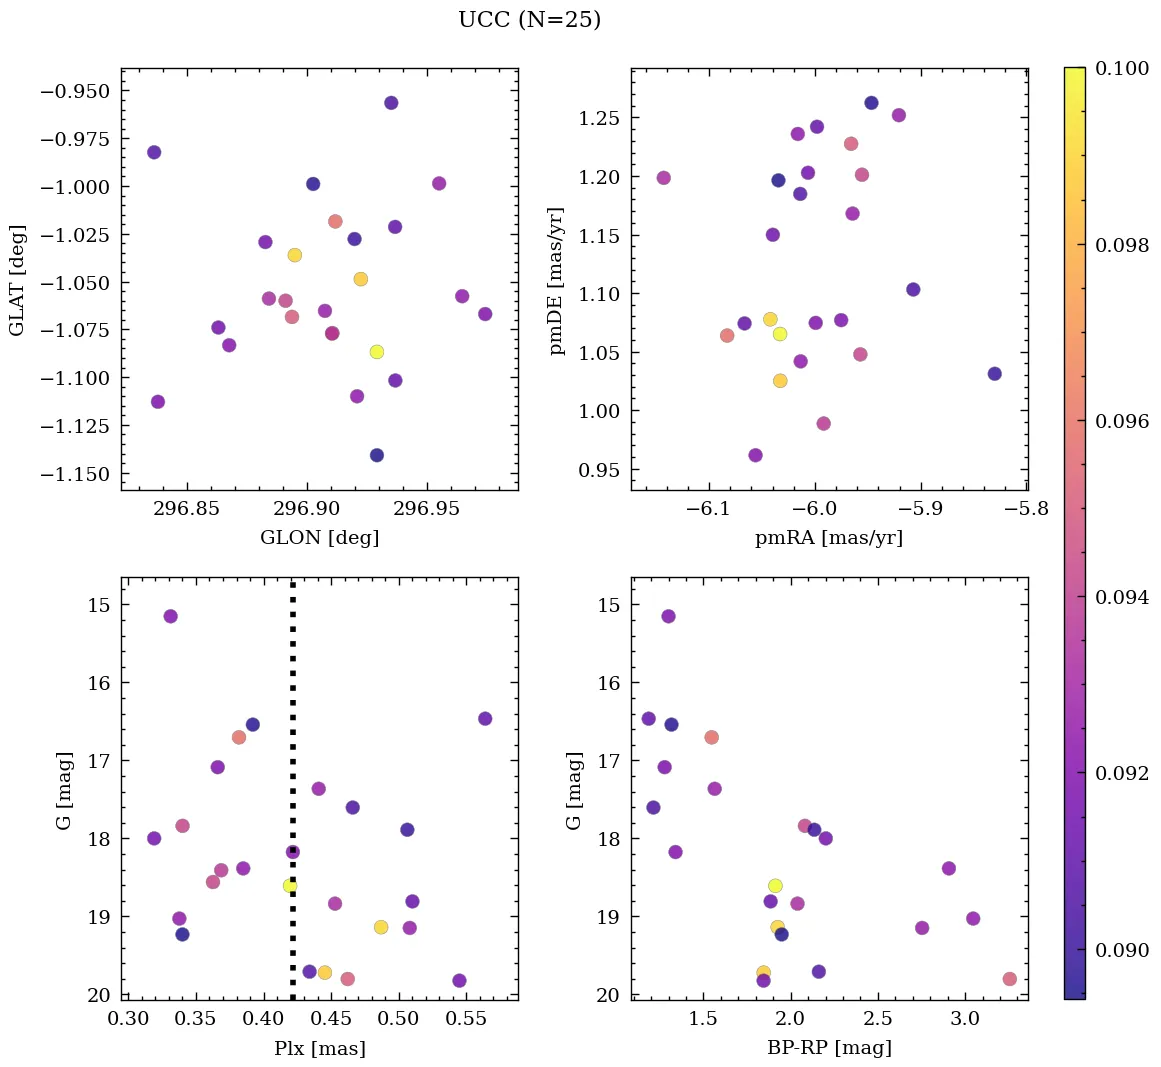 UCC (N=25)
−0.950
−0.975
−1.000
−1.025
−1.050
−1.075
−1.100
−1.125
−1.150
GLAT [deg]
296.85 296.90 296.95
GLON [deg]
1.25
1.20
1.15
1.10
1.05
1.00
0.95
pmDE [mas/yr]
−6.1 −6.0 −5.9 −5.8
pmRA [mas/yr]
15
16
17
18
19
20
G [mag]
0.30 0.35 0.40 0.45 0.50 0.55
Plx [mas]
15
16
17
18
19
20
G [mag]
1.5 2.0 2.5 3.0
BP-RP [mag]
0.100
0.098
0.096
0.094
0.092
0.090